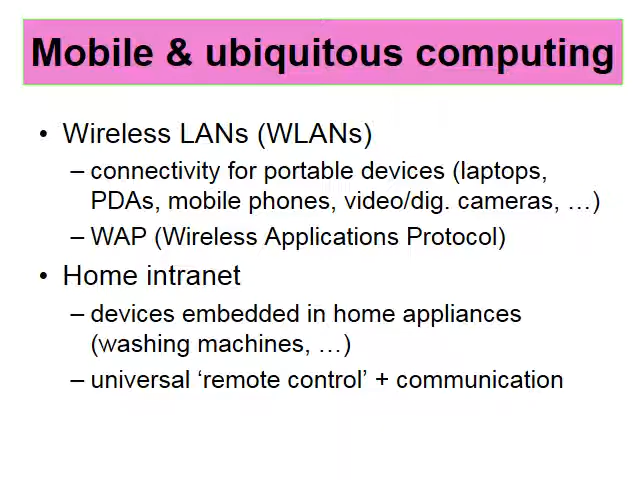 Mobile & ubiquitous computing
• Wireless LANs (WLANs)
– connectivity for portable devices (laptops,
PDAs, mobile phones, video/dig. cameras, …)
– WAP (Wireless Applications Protocol)
• Home intranet
– devices embedded in home appliances
(washing machines, …)
– universal ‘remote control’ + communication